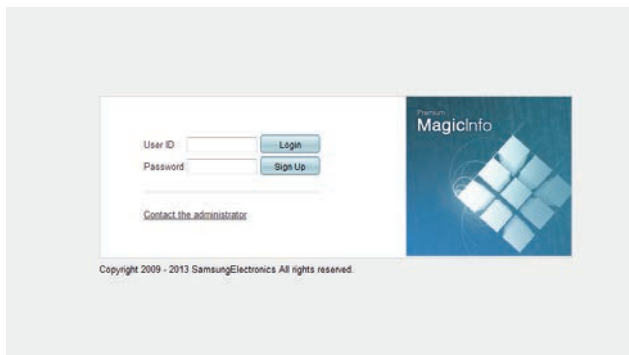 Premium
MagicInfo
User ID
Login
Password
Sign Up
Contact the administrator
Copyright 2009 - 2013 SamsungElectronics All rights reserved.